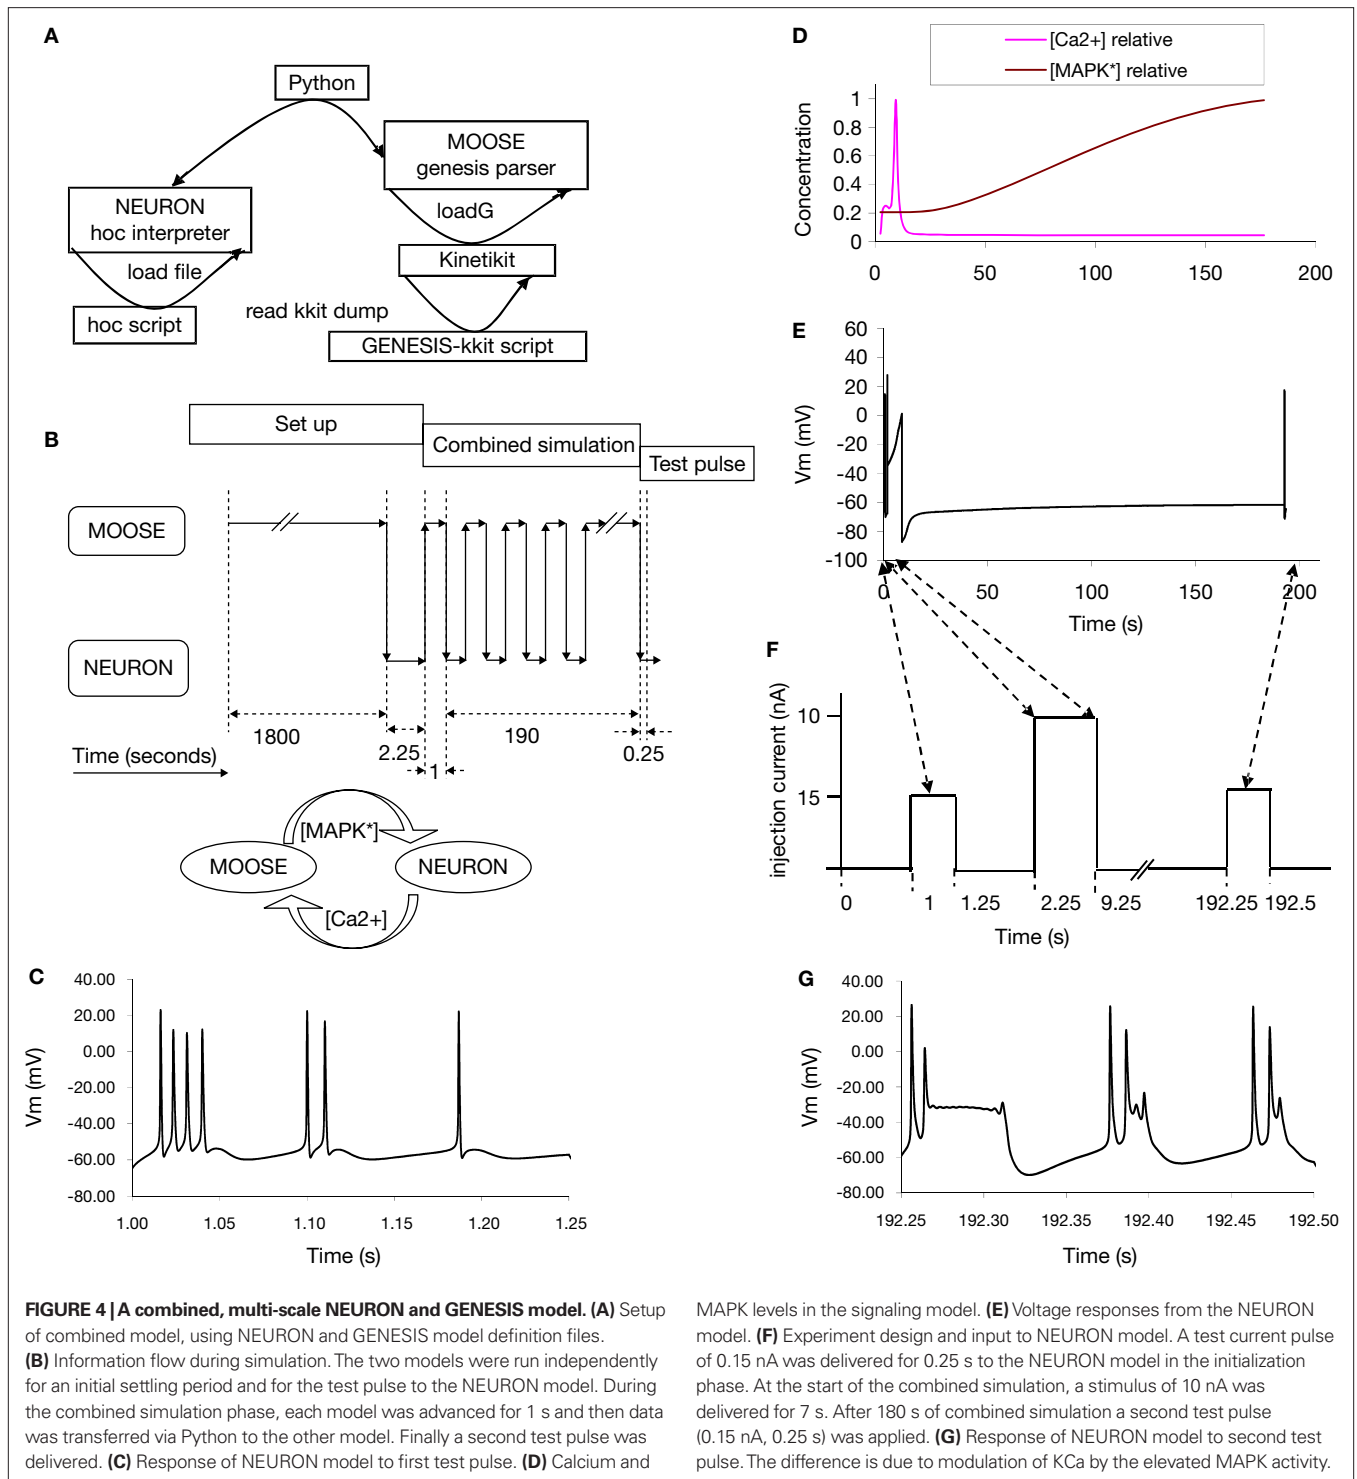 A
Python
MOOSE
genesis parser
NEURON
hoc interpreter
loadG
load file
Kinetikit
hoc script
read kkit dump
GENESIS-kkit script
B
Set up
Combined simulation
Test pulse
MOOSE
NEURON
1800
2.25
1
190
0.25
Time (seconds)
[MAPK*]
MOOSE
NEURON
[Ca2+]
C
40.00
20.00
0.00
-20.00
-40.00
-60.00
-80.00
Vm (mV)
1.00
1.05
1.10
1.15
1.20
1.25
Time (s)
D
[Ca2+] relative
[MAPK*] relative
Concentration
1
0.8
0.6
0.4
0.2
0
0
50
100
150
200
E
60
40
20
0
-20
-40
-60
-80
-100
Vm (mV)
0
50
100
150
200
Time (s)
F
injection current (nA)
10
15
0
1
1.25
2.25
9.25
192.25
192.5
Time (s)
G
40.00
20.00
0.00
-20.00
-40.00
-60.00
-80.00
Vm (mV)
192.25
192.30
192.35
192.40
192.45
192.50
Time (s)
FIGURE 4 | A combined, multi-scale NEURON and GENESIS model. (A) Setup
of combined model, using NEURON and GENESIS model definition files.
(B) Information flow during simulation. The two models were run independently
for an initial settling period and for the test pulse to the NEURON model. During
the combined simulation phase, each model was advanced for 1 s and then data
was transferred via Python to the other model. Finally a second test pulse was
delivered. (C) Response of NEURON model to first test pulse. (D) Calcium and
MAPK levels in the signaling model. (E) Voltage responses from the NEURON
model. (F) Experiment design and input to NEURON model. A test current pulse
of 0.15 nA was delivered for 0.25 s to the NEURON model in the initialization
phase. At the start of the combined simulation, a stimulus of 10 nA was
delivered for 7 s. After 180 s of combined simulation a second test pulse
(0.15 nA, 0.25 s) was applied. (G) Response of NEURON model to second test
pulse. The difference is due to modulation of KCa by the elevated MAPK activity.